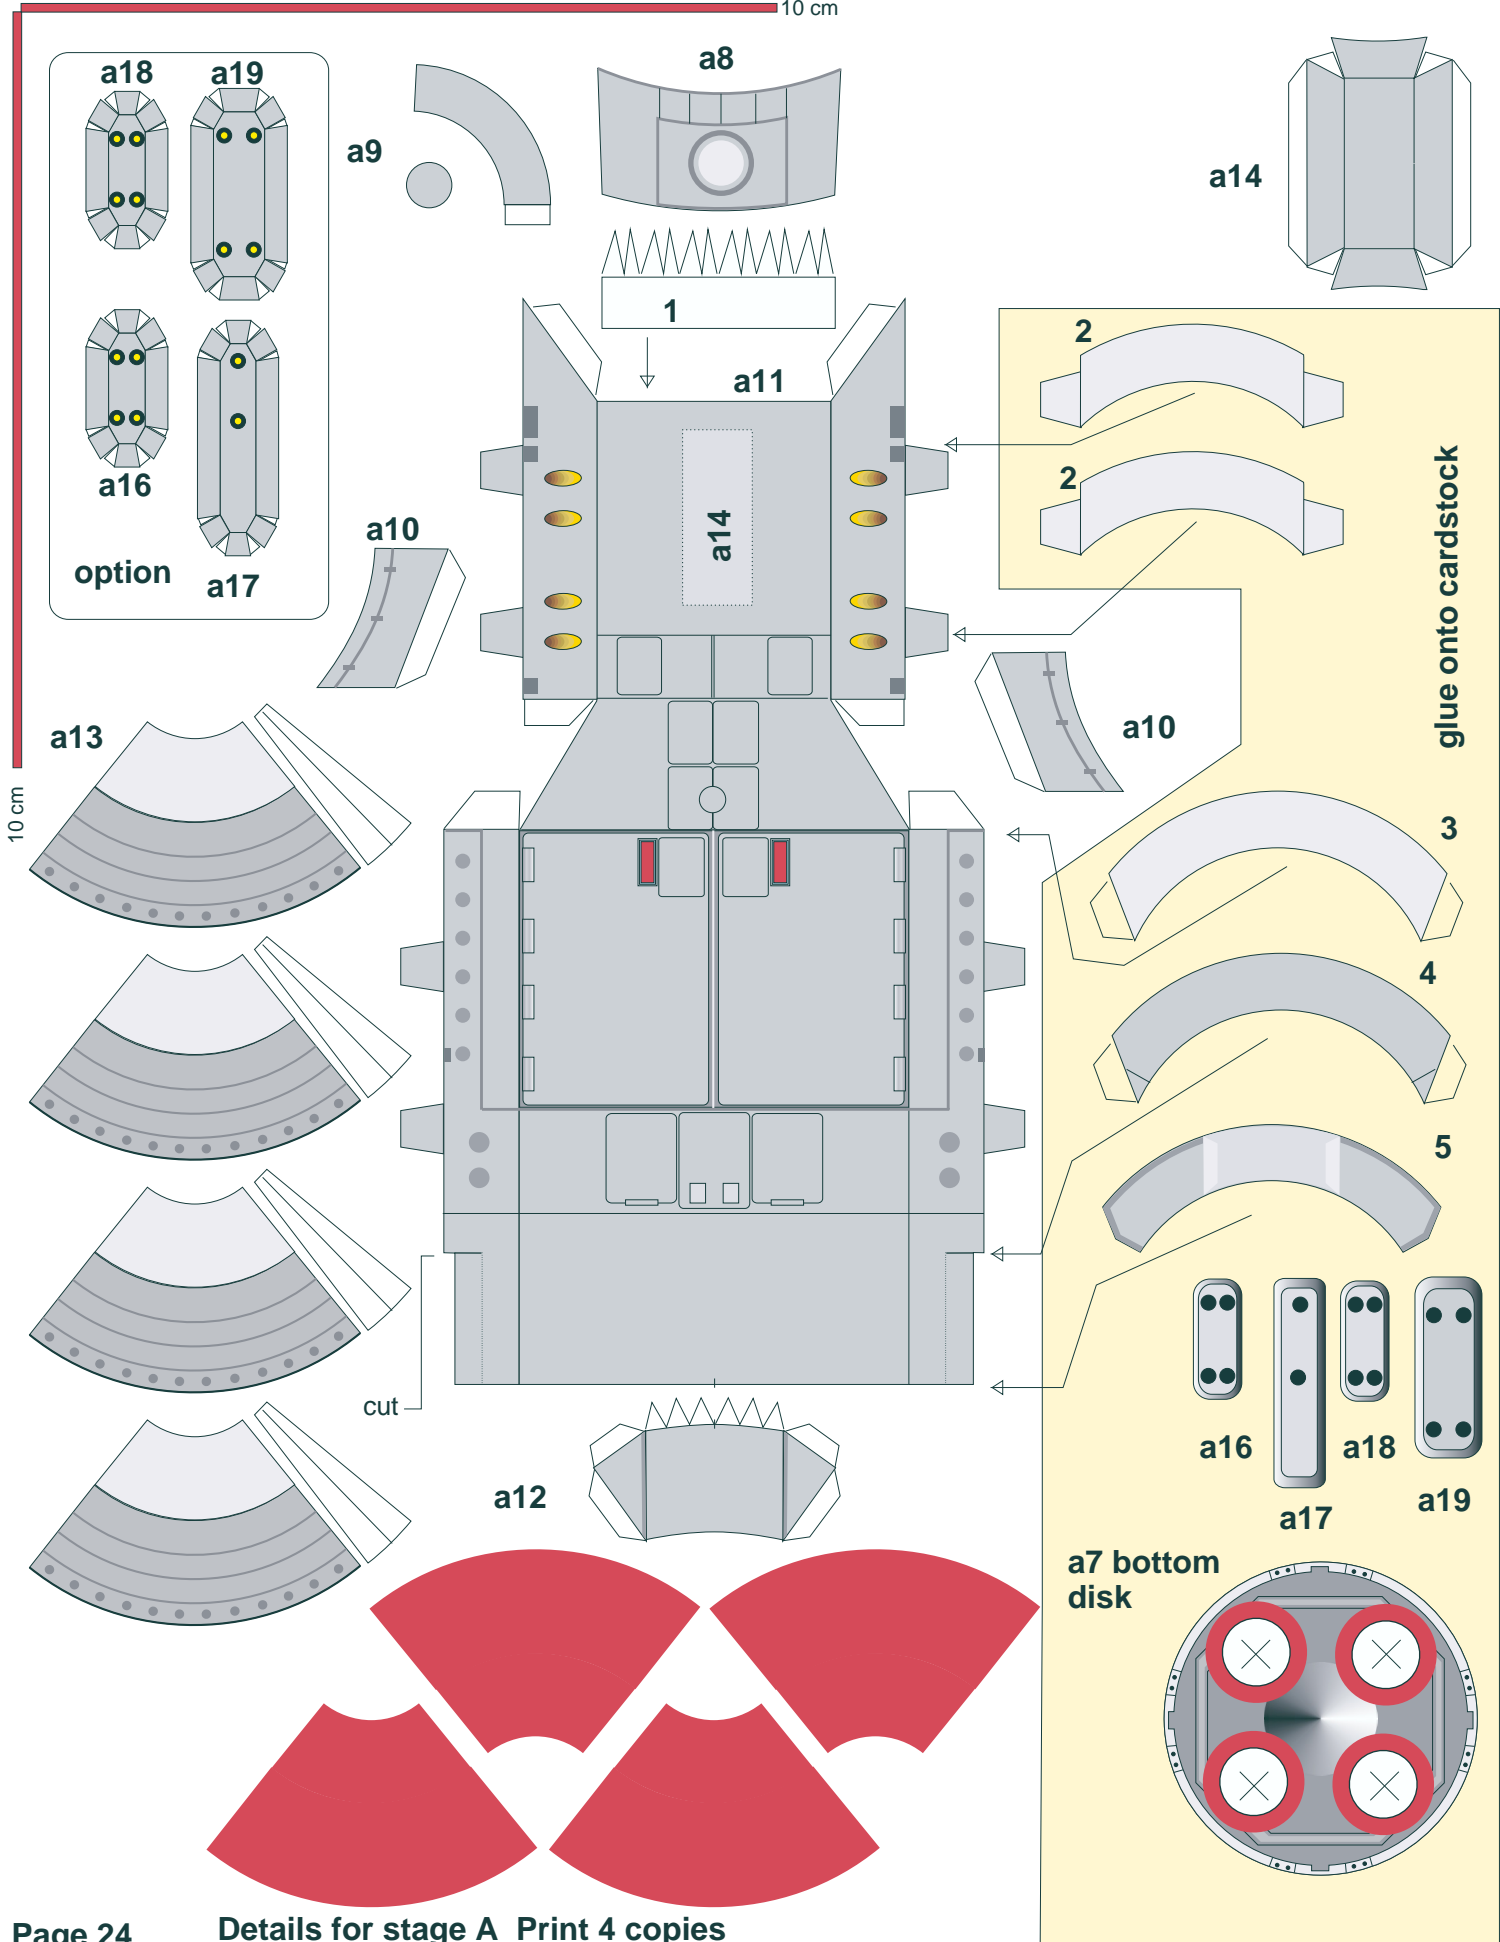 10 cm
10 cm
a18
a19
a16
a17
option
a9
a8
1
a11
a14
a14
a10
a10
2
2
glue onto cardstock
a13
3
4
5
cut
a12
a16
a17
a18
a19
a7 bottom
disk
Page 24
Details for stage A Print 4 copies